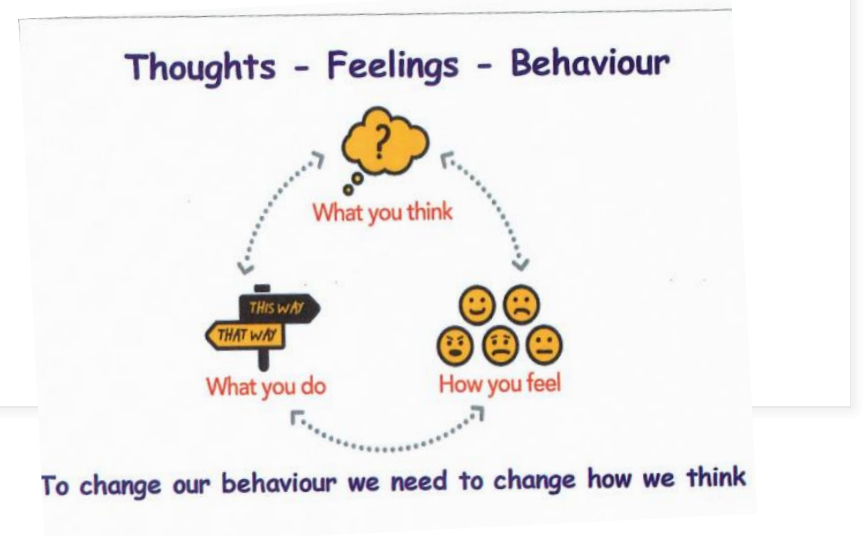 Thoughts - Feelings - Behaviour
?
What you think
THIS WAY
THAT WAY
What you do
How you feel
To change our behaviour we need to change how we think